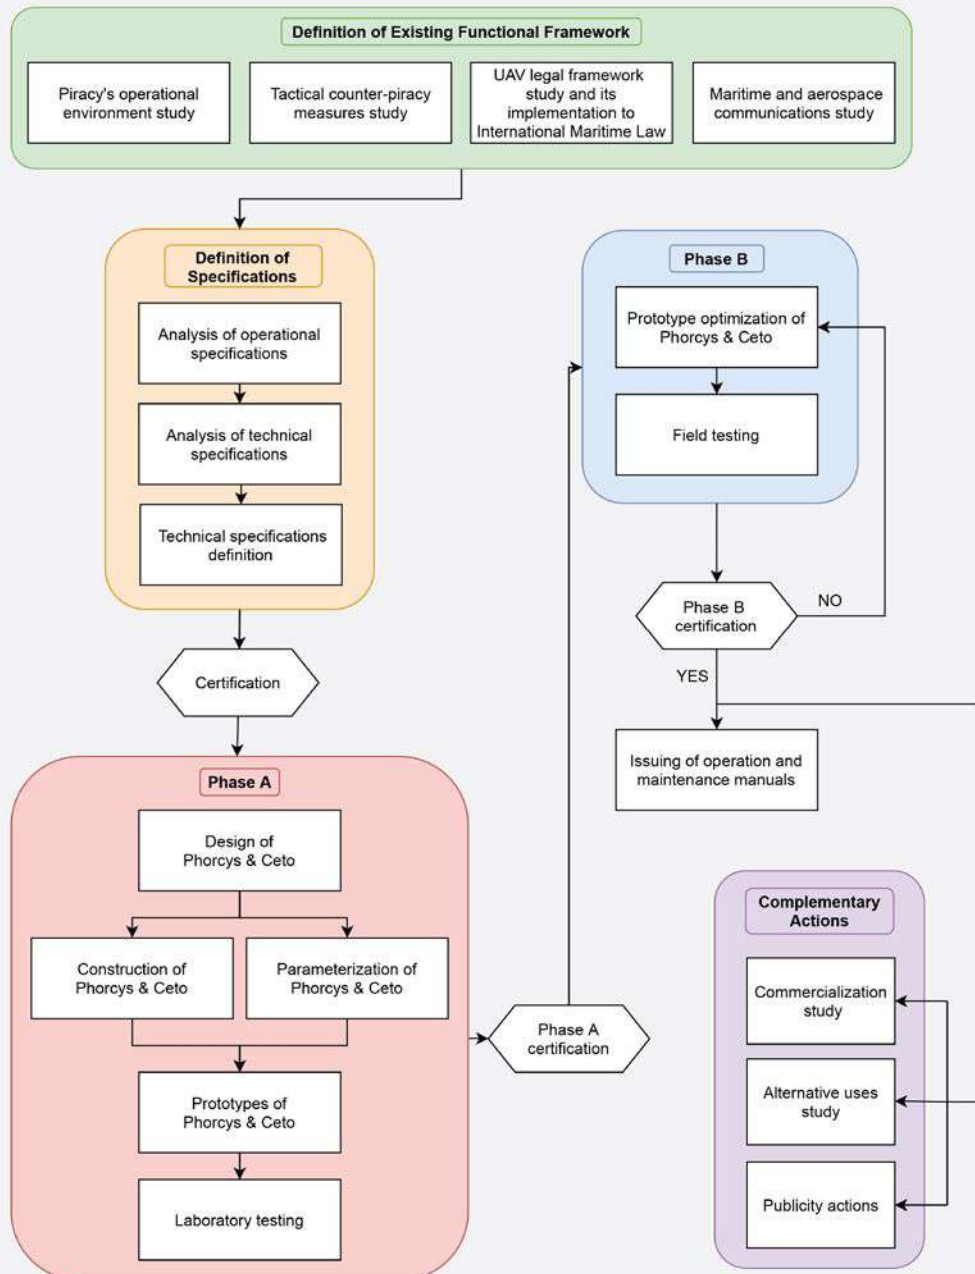 Definition of Existing Functional Framework
Piracy's operational
environment study
Tactical counter-piracy
measures study
UAV legal framework
study and its
implementation to
International Maritime Law
Maritime and aerospace
communications study
Definition of
Specifications
Analysis of operational
specifications
Analysis of technical
specifications
Technical specifications
definition
Certification
Phase A
Design of
Phorcys & Ceto
Construction of
Phorcys & Ceto
Parameterization of
Phorcys & Ceto
Prototypes of
Phorcys & Ceto
Laboratory testing
Phase A
certification
Phase B
Prototype optimization of
Phorcys & Ceto
Field testing
Phase B
certification
NO
YES
Issuing of operation and
maintenance manuals
Complementary
Actions
Commercialization
study
Alternative uses
study
Publicity actions